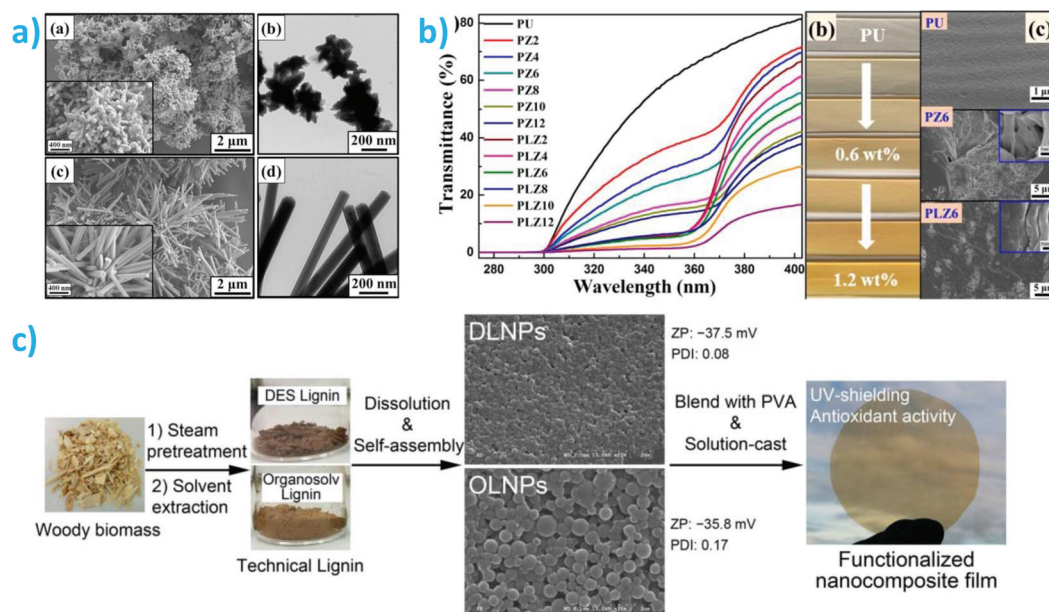 a)
(a)
400 nm
2 μm
(b)
200 nm
(c)
400 nm
2 μm
(d)
200 nm
b)
Transmittance (%)
80
60
40
20
0
280
300
320
340
360
380
400
Wavelength (nm)
PU
PZ2
PZ4
PZ6
PZ8
PZ10
PZ12
PLZ2
PLZ4
PLZ6
PLZ8
PLZ10
PLZ12
(b)
PU
0.6 wt%
1.2 wt%
(c)
PU
1 μm
PZ6
5 μm
PLZ6
5 μm
c)
Woody biomass
1) Steam
pretreatment
2) Solvent
extraction
DES Lignin
Organosolv
Lignin
Technical Lignin
Dissolution
&
Self-assembly
DLNPs
OLNPs
ZP: −37.5 mV
PDI: 0.08
Blend with PVA
&
Solution-cast
ZP: −35.8 mV
PDI: 0.17
UV-shielding
Antioxidant activity
Functionalized
nanocomposite film